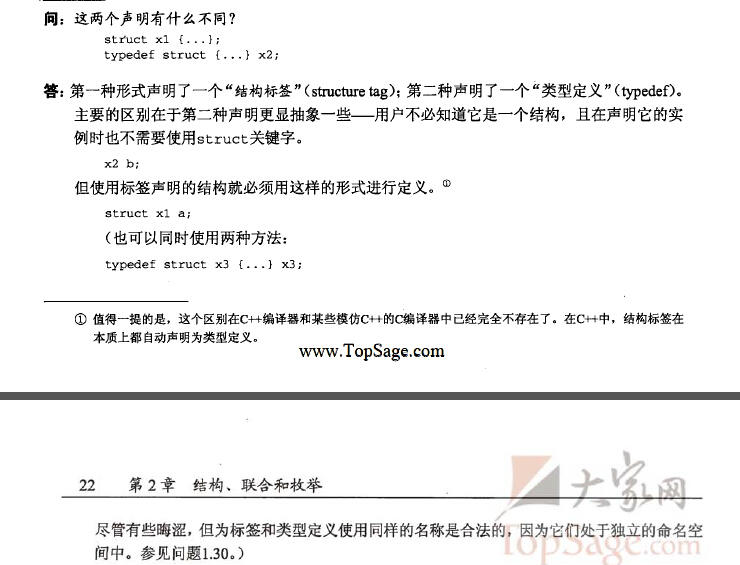 问：这两个声明有什么不同？
struct x1 {...};
typedef struct {...} x2;
答：第一种形式声明了一个“结构标签”(structure tag)；第二种声明了一个“类型定义”(typedef)。
主要的区别在于第二种声明更显抽象一些——用户不必知道它是一个结构，且在声明它的实
例时也不需要使用struct关键字。
x2 b;
但使用标签声明的结构就必须用这样的形式进行定义。①
struct x1 a;
（也可以同时使用两种方法：
typedef struct x3 {...} x3;
① 值得一提的是，这个区别在C++编译器和某些模仿C++的C编译器中已经完全不存在了。在C++中，结构标签在
本质上都自动声明为类型定义。
www.TopSage.com
22 第2章 结构、联合和枚举
大家网
尽管有些晦涩，但为标签和类型定义使用同样的名称是合法的，因为它们处于独立的命名空
间中。参见问题1.30。）
TopSage.com